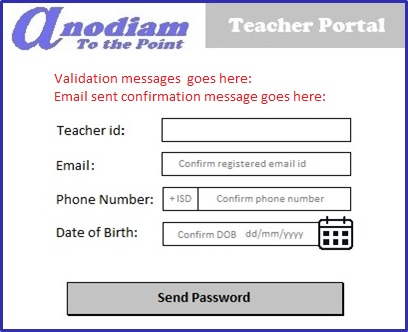 anodiam Teacher Portal
To the Point
Validation messages goes here:
Email sent confirmation message goes here:
Teacher id:
Email: Confirm registered email id
Phone Number: +ISD Confirm phone number
Date of Birth: Confirm DOB dd/mm/yyyy
Send Password